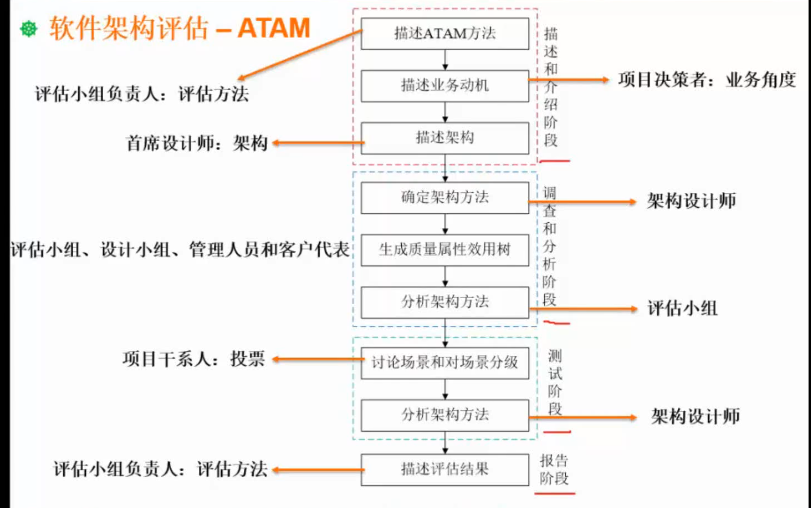 软件架构评估 – ATAM
描述ATAM方法
描述和介绍阶段
评估小组负责人：评估方法
描述业务动机
项目决策者：业务角度
首席设计师：架构
描述架构
确定架构方法
调查和分析阶段
架构设计师
评估小组、设计小组、管理人员和客户代表
生成质量属性效用树
分析架构方法
评估小组
项目干系人：投票
讨论场景和对场景分级
测试阶段
分析架构方法
架构设计师
评估小组负责人：评估方法
描述评估结果
报告
阶段